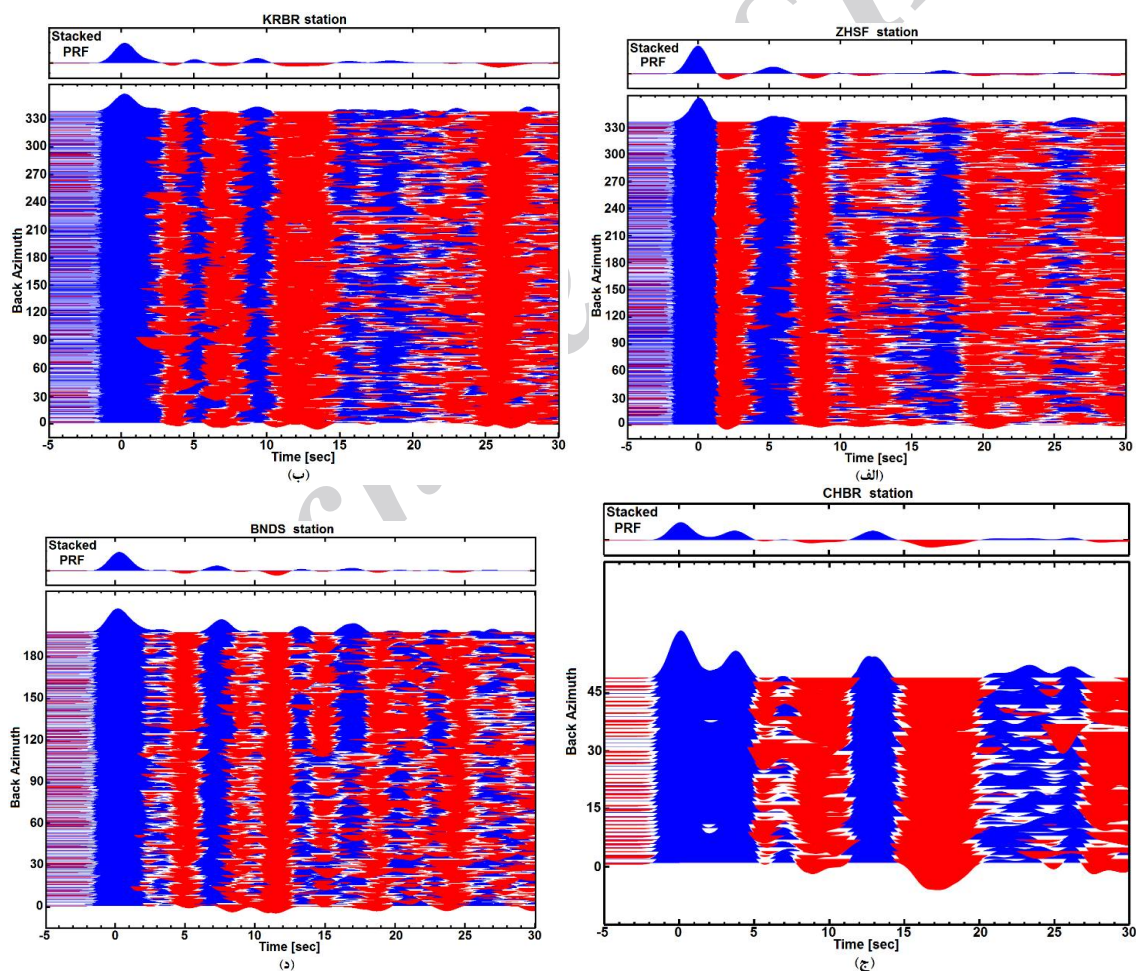 KRBR station
Stacked
PRF
Back Azimuth
330
300
270
240
210
180
150
120
90
60
30
0
-5 0 5 10 15 20 25 30
Time [sec]
(ب)
ZHSF station
Stacked
PRF
Back Azimuth
330
300
270
240
210
180
150
120
90
60
30
0
-5 0 5 10 15 20 25 30
Time [sec]
(الف)
BNDS station
Stacked
PRF
Back Azimuth
180
150
120
90
60
30
0
-5 0 5 10 15 20 25 30
Time [sec]
(د)
CHBR station
Stacked
PRF
Back Azimuth
45
30
15
0
-5 0 5 10 15 20 25 30
Time [sec]
(ج)